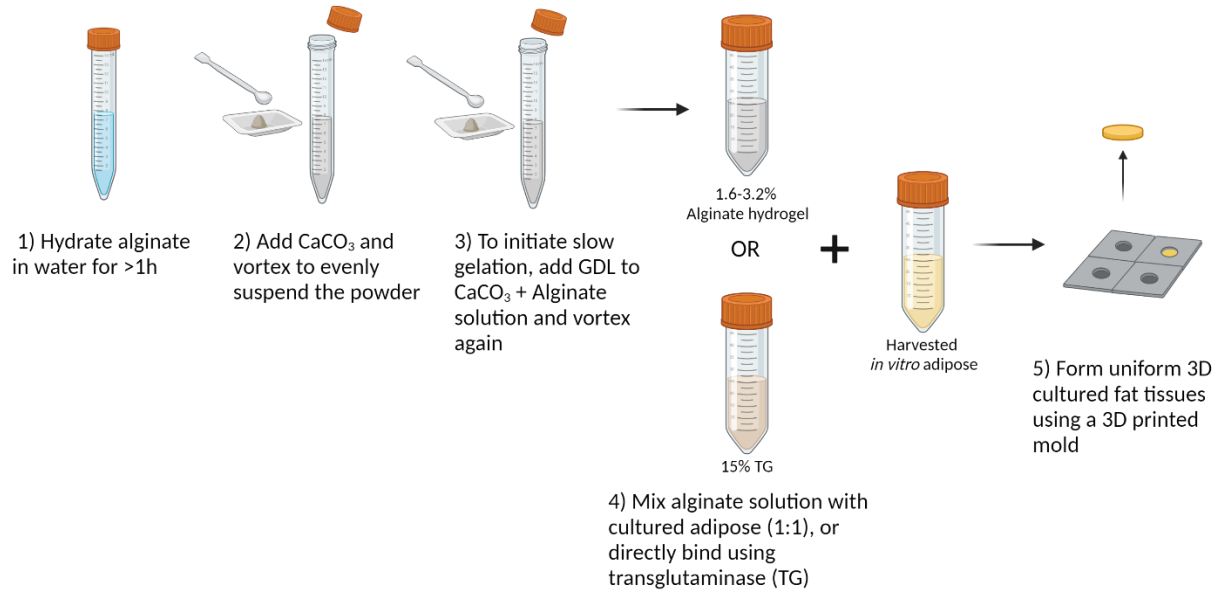 1) Hydrate alginate
in water for >1h
2) Add CaCO₃ and
vortex to evenly
suspend the powder
3) To initiate slow
gelation, add GDL to
CaCO₃ + Alginate
solution and vortex
again
1.6-3.2%
Alginate hydrogel
OR
15% TG
4) Mix alginate solution with
cultured adipose (1:1), or
directly bind using
transglutaminase (TG)
+
Harvested
in vitro adipose
5) Form uniform 3D
cultured fat tissues
using a 3D printed
mold